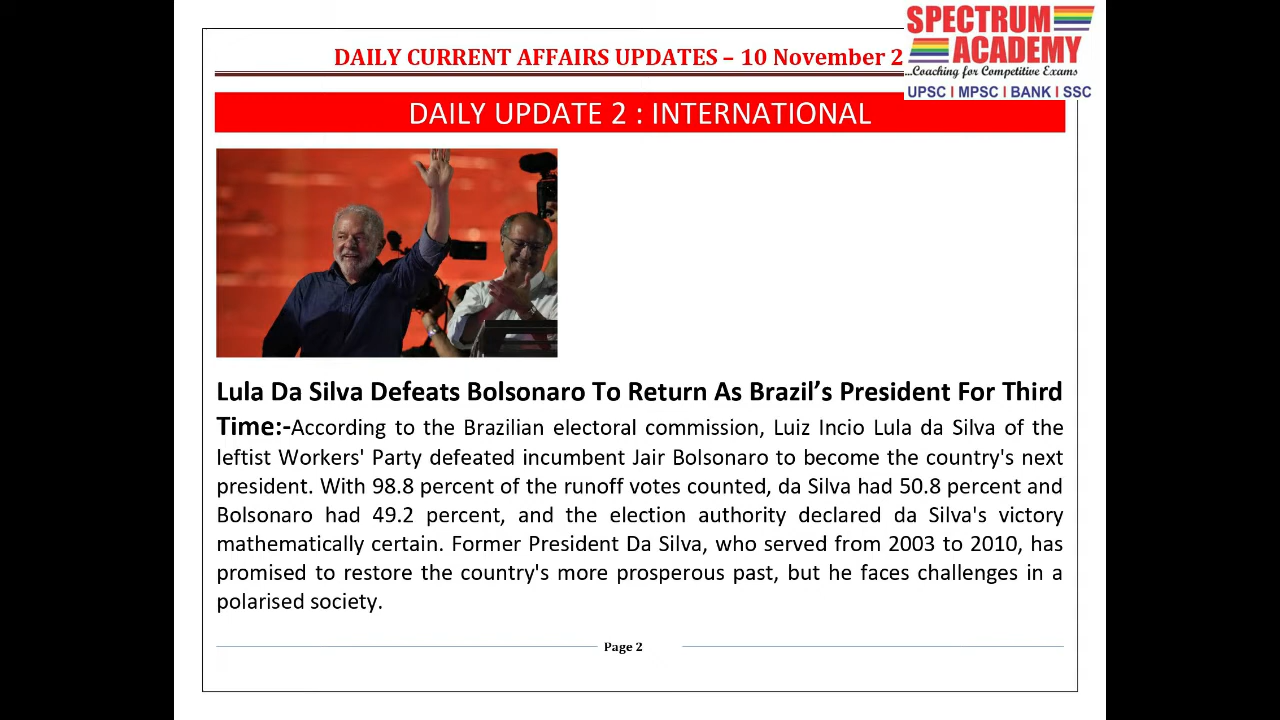 SPECTRUM
ACADEMY
...Coaching for Competitive Exams
UPSC | MPSC | BANK | SSC
DAILY CURRENT AFFAIRS UPDATES – 10 November 2
DAILY UPDATE 2 : INTERNATIONAL
Lula Da Silva Defeats Bolsonaro To Return As Brazil’s President For Third
Time:-According to the Brazilian electoral commission, Luiz Incio Lula da Silva of the
leftist Workers' Party defeated incumbent Jair Bolsonaro to become the country's next
president. With 98.8 percent of the runoff votes counted, da Silva had 50.8 percent and
Bolsonaro had 49.2 percent, and the election authority declared da Silva's victory
mathematically certain. Former President Da Silva, who served from 2003 to 2010, has
promised to restore the country's more prosperous past, but he faces challenges in a
polarised society.
Page 2